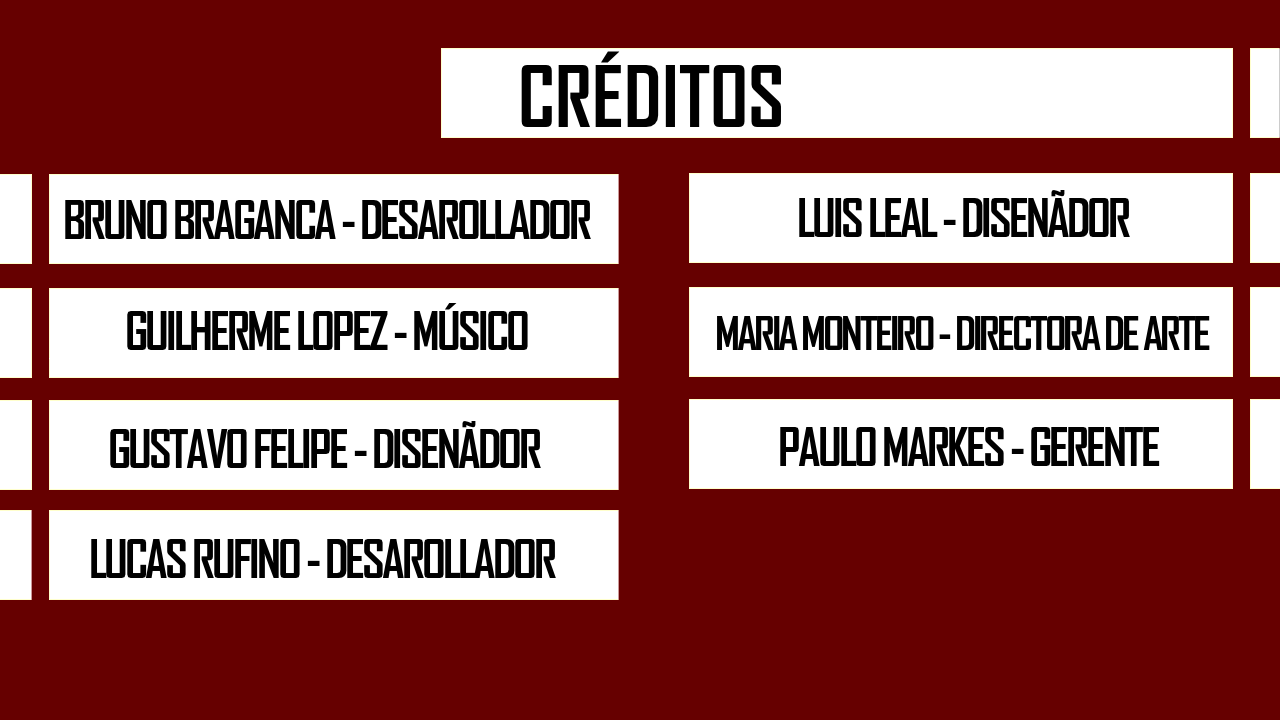 CRÉDITOS
BRUNO BRAGANCA - DESAROLLADOR
GUILHERME LOPEZ - MÚSICO
GUSTAVO FELIPE - DISENÃDOR
LUCAS RUFINO - DESAROLLADOR
LUIS LEAL - DISENÃDOR
MARIA MONTEIRO - DIRECTORA DE ARTE
PAULO MARKES - GERENTE